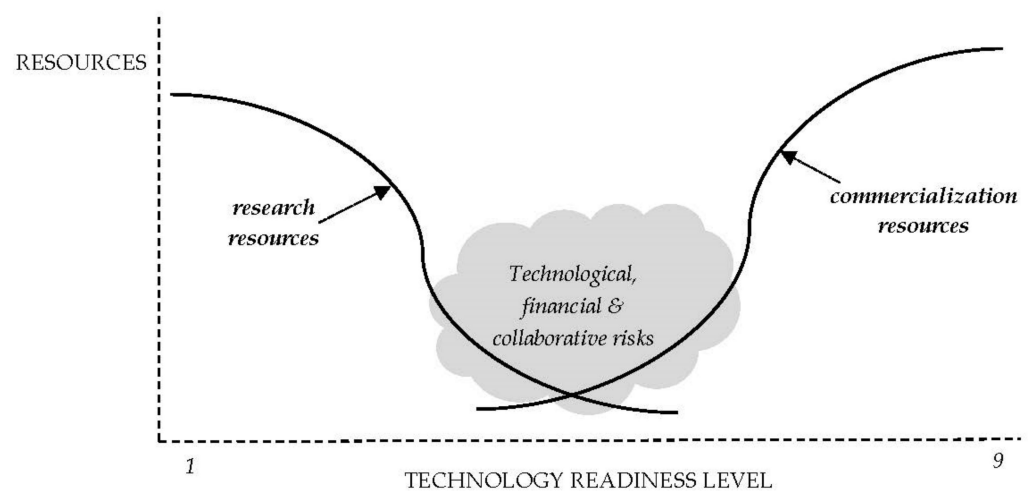 RESOURCES
research
resources
commercialization
resources
Technological,
financial &
collaborative risks
1
9
TECHNOLOGY READINESS LEVEL